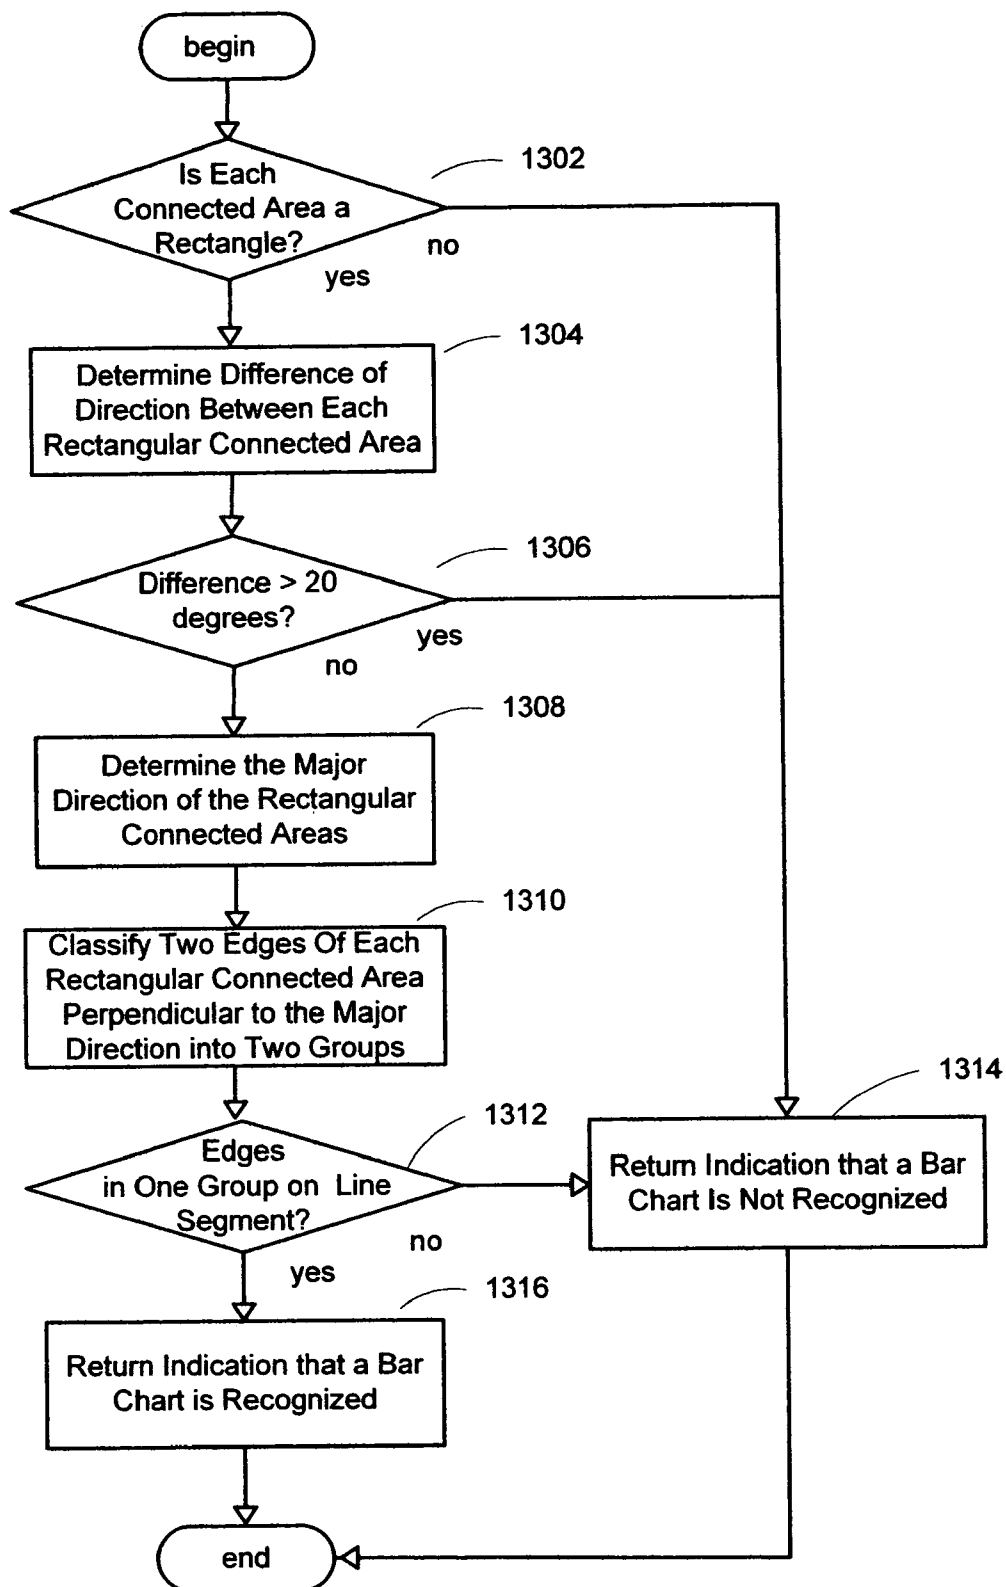 begin
1302
Is Each
Connected Area a
Rectangle?
no
yes
1304
Determine Difference of
Direction Between Each
Rectangular Connected Area
1306
Difference > 20
degrees?
yes
no
1308
Determine the Major
Direction of the Rectangular
Connected Areas
1310
Classify Two Edges Of Each
Rectangular Connected Area
Perpendicular to the Major
Direction into Two Groups
1312
Edges
in One Group on Line
Segment?
no
yes
1314
Return Indication that a Bar
Chart Is Not Recognized
1316
Return Indication that a Bar
Chart is Recognized
end